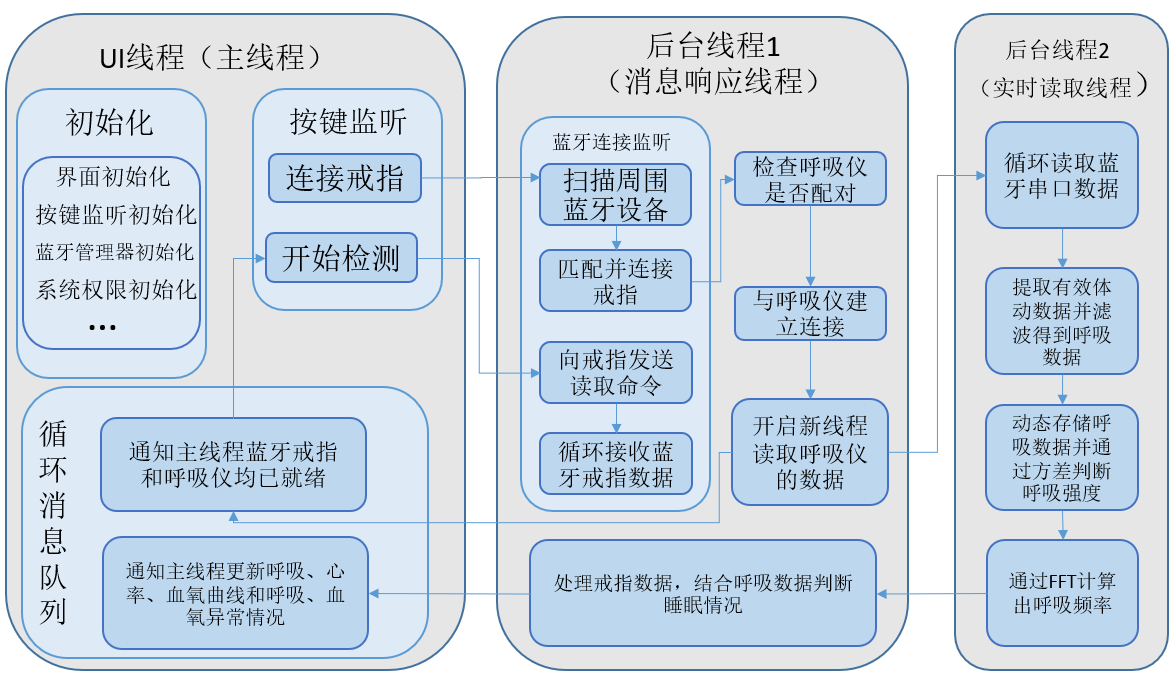 UI线程（主线程）
初始化
界面初始化
按键监听初始化
蓝牙管理器初始化
系统权限初始化
...
按键监听
连接戒指
开始检测
循
环
消
息
队
列
通知主线程蓝牙戒指
和呼吸仪均已就绪
通知主线程更新呼吸、心
率、血氧曲线和呼吸、血
氧异常情况
后台线程1
（消息响应线程）
蓝牙连接监听
扫描周围
蓝牙设备
匹配并连接
戒指
向戒指发送
读取命令
循环接收蓝
牙戒指数据
检查呼吸仪
是否配对
与呼吸仪建
立连接
开启新线程
读取呼吸仪
的数据
处理戒指数据，结合呼吸数据判断
睡眠情况
后台线程2
（实时读取线程）
循环读取蓝
牙串口数据
提取有效体
动数据并滤
波得到呼吸
数据
动态存储呼
吸数据并通
过方差判断
呼吸强度
通过FFT计算
出呼吸频率